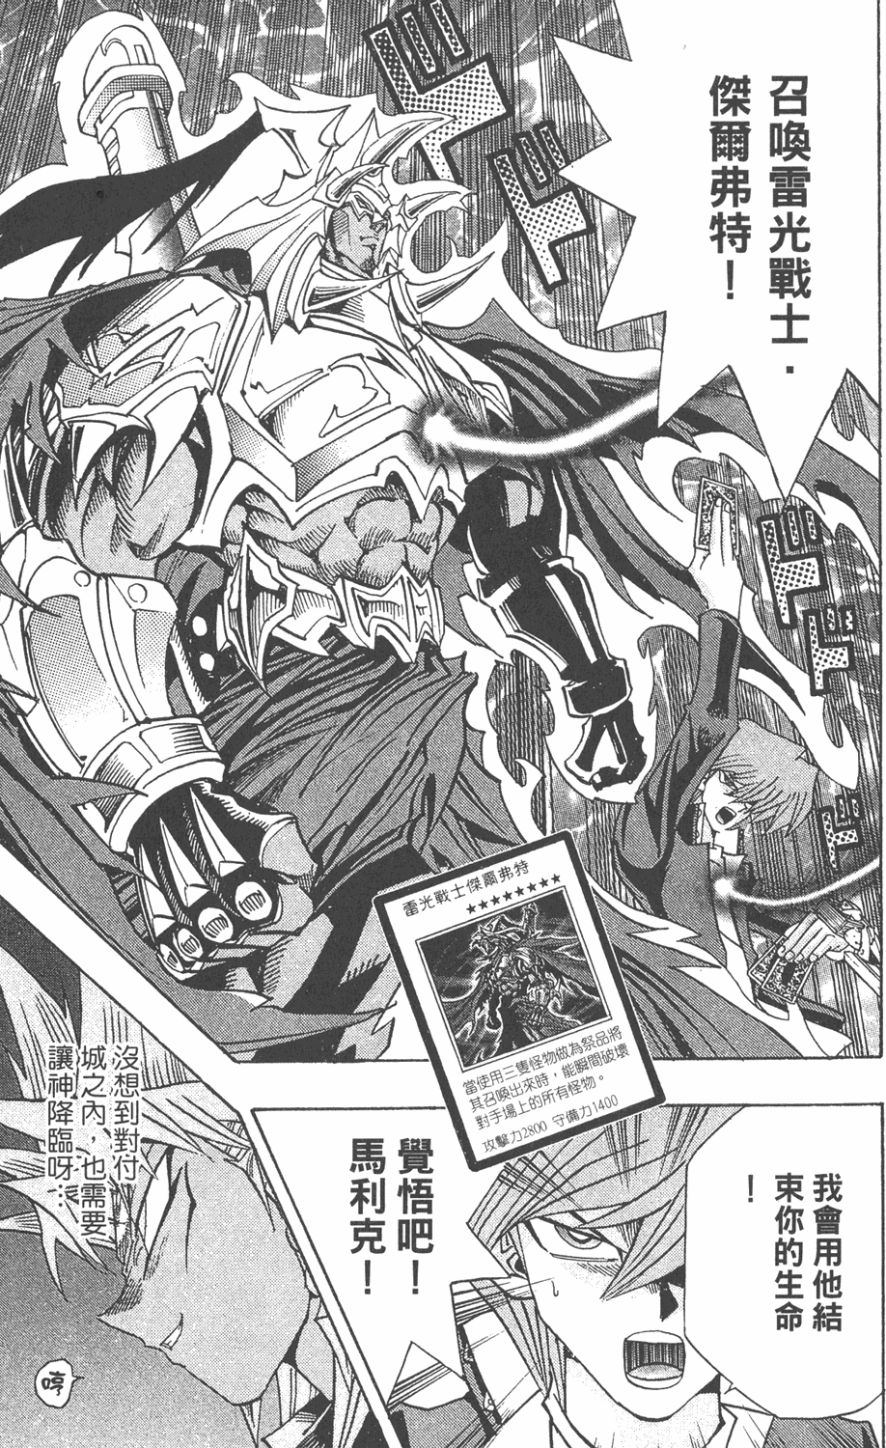 召喚雷光戰士．
傑爾弗特！
ドドド
ドド
雷光戰士傑爾弗特
★★★★★★★★
當使用三隻怪物做為祭品將
其召喚出來時，能瞬間破壞
對手場上的所有怪物。
攻擊力2800 守備力1400
我會用他結
束你的生命
！
覺悟吧！
馬利克！
沒想到對付
城之內，也需要
讓神降臨呀…
哼